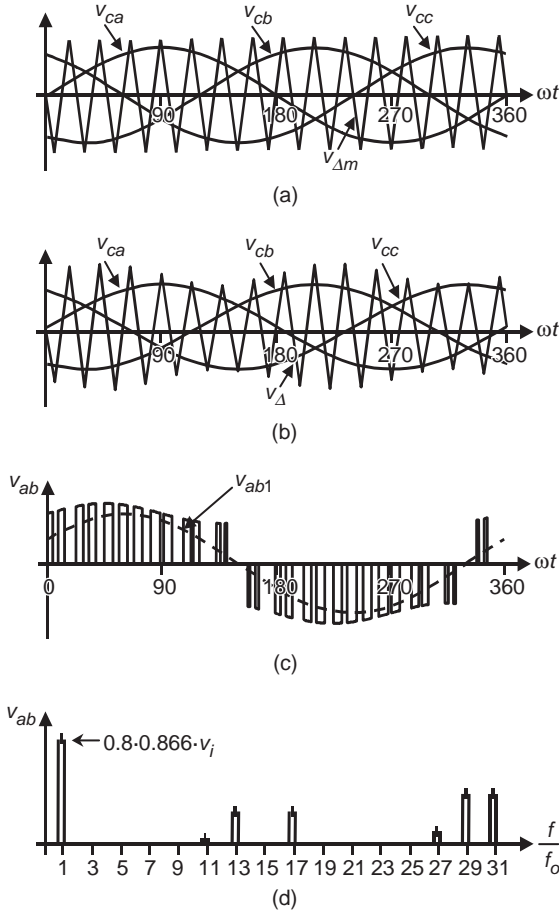 v_ca v_cb v_cc
ωt
90 180 270 360
v_Δm
(a)
v_ca v_cb v_cc
ωt
90 180 270 360
v_Δ
(b)
v_ab
v_ab1
ωt
0 90 180 270 360
(c)
v_ab
0.8·0.866·v_i
f
f_o
1 3 5 7 9 11 13 15 17 19 21 23 25 27 29 31
(d)